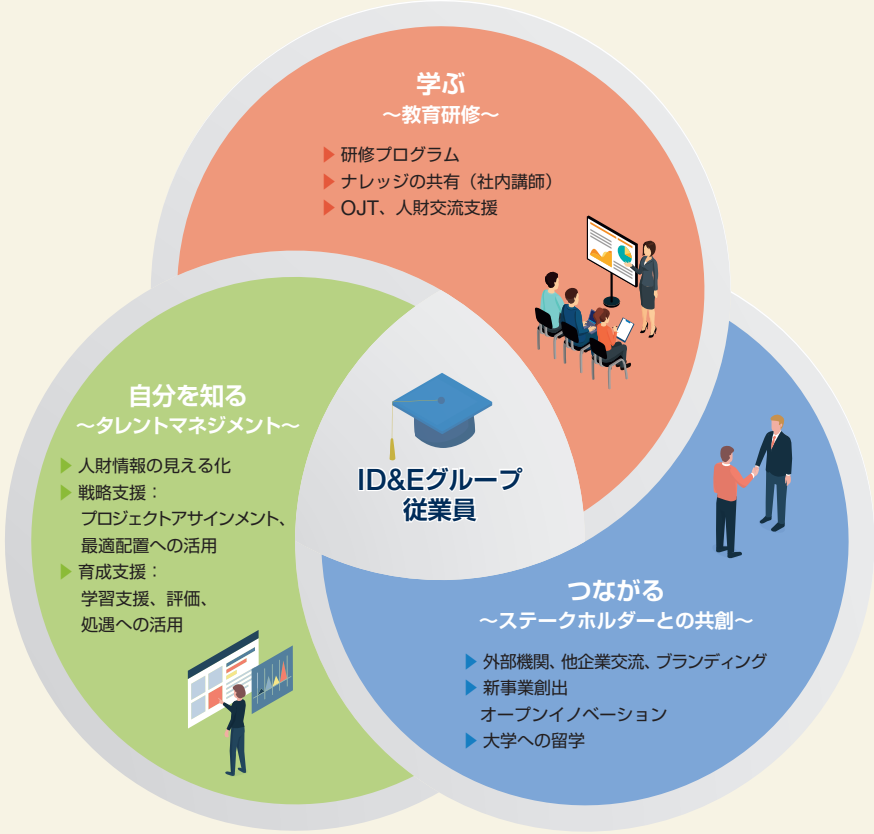 学ぶ
～教育研修～
▶ 研修プログラム
▶ ナレッジの共有（社内講師）
▶ OJT、人財交流支援
自分を知る
～タレントマネジメント～
▶ 人財情報の見える化
▶ 戦略支援：
プロジェクトアサインメント、
最適配置への活用
▶ 育成支援：
学習支援、評価、
処遇への活用
ID&Eグループ
従業員
つながる
～ステークホルダーとの共創～
▶ 外部機関、他企業交流、ブランディング
▶ 新事業創出
オープンイノベーション
▶ 大学への留学